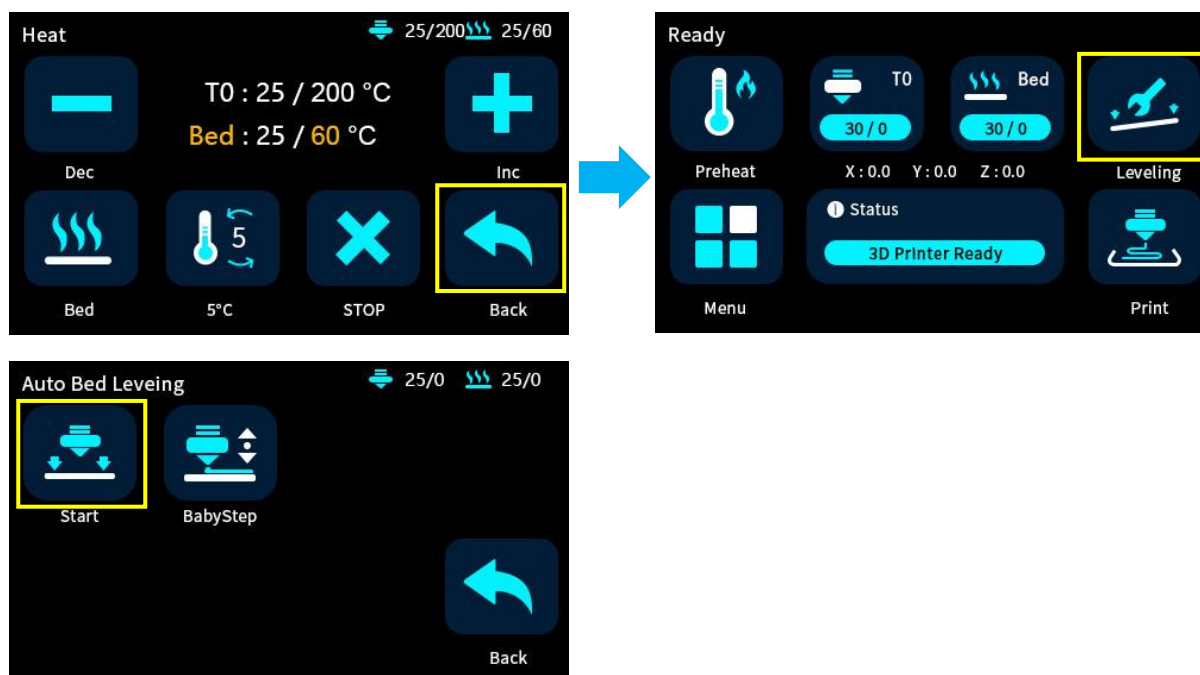 Heat 25/200 25/60
T0 : 25 / 200 °C
Bed : 25 / 60 °C
Dec Inc
5
Bed 5°C STOP Back
Ready
T0 Bed
30 / 0 30 / 0
Preheat X : 0.0 Y : 0.0 Z : 0.0 Leveling
Status
3D Printer Ready
Menu Print
Auto Bed Leveing 25/0 25/0
Start BabyStep
Back